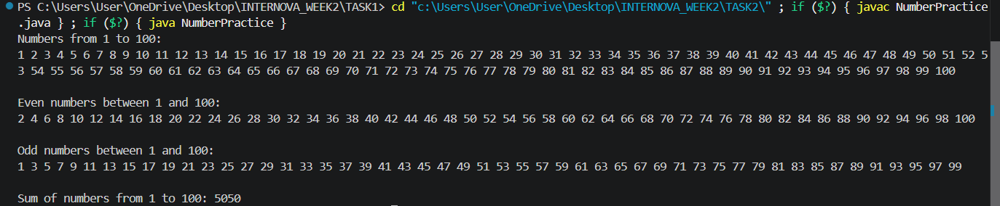 PS C:\Users\User\OneDrive\Desktop\INTERNOVA_WEEK2\TASK1> cd "c:\Users\User\OneDrive\Desktop\INTERNOVA_WEEK2\TASK2\" ; if ($?) { javac NumberPractice
.java } ; if ($?) { java NumberPractice }
Numbers from 1 to 100:
1 2 3 4 5 6 7 8 9 10 11 12 13 14 15 16 17 18 19 20 21 22 23 24 25 26 27 28 29 30 31 32 33 34 35 36 37 38 39 40 41 42 43 44 45 46 47 48 49 50 51 52 5
3 54 55 56 57 58 59 60 61 62 63 64 65 66 67 68 69 70 71 72 73 74 75 76 77 78 79 80 81 82 83 84 85 86 87 88 89 90 91 92 93 94 95 96 97 98 99 100
Even numbers between 1 and 100:
2 4 6 8 10 12 14 16 18 20 22 24 26 28 30 32 34 36 38 40 42 44 46 48 50 52 54 56 58 60 62 64 66 68 70 72 74 76 78 80 82 84 86 88 90 92 94 96 98 100
Odd numbers between 1 and 100:
1 3 5 7 9 11 13 15 17 19 21 23 25 27 29 31 33 35 37 39 41 43 45 47 49 51 53 55 57 59 61 63 65 67 69 71 73 75 77 79 81 83 85 87 89 91 93 95 97 99
Sum of numbers from 1 to 100: 5050